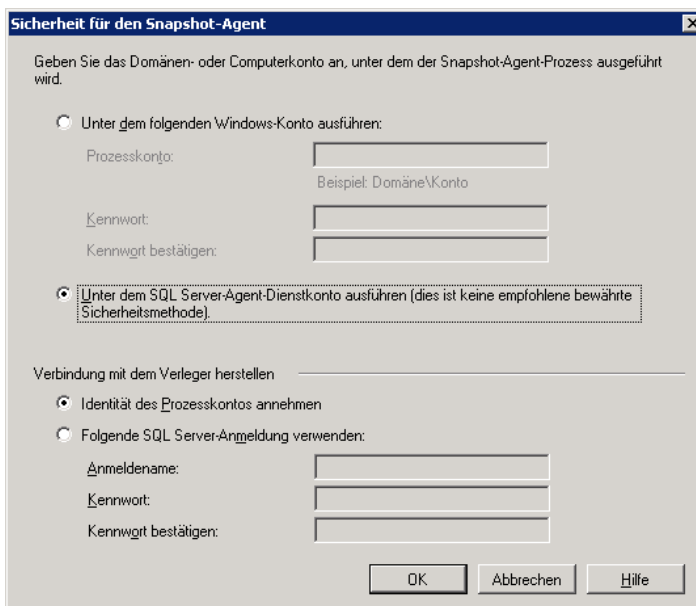 Sicherheit für den Snapshot-Agent
Geben Sie das Domänen- oder Computerkonto an, unter dem der Snapshot-Agent-Prozess ausgeführt
wird.
Unter dem folgenden Windows-Konto ausführen:
Prozesskonto:
Beispiel: Domäne\Konto
Kennwort:
Kennwort bestätigen:
Unter dem SQL Server-Agent-Dienstkonto ausführen (dies ist keine empfohlene bewährte
Sicherheitsmethode).
Verbindung mit dem Verleger herstellen
Identität des Prozesskontos annehmen
Folgende SQL Server-Anmeldung verwenden:
Anmeldename:
Kennwort:
Kennwort bestätigen:
OK Abbrechen Hilfe